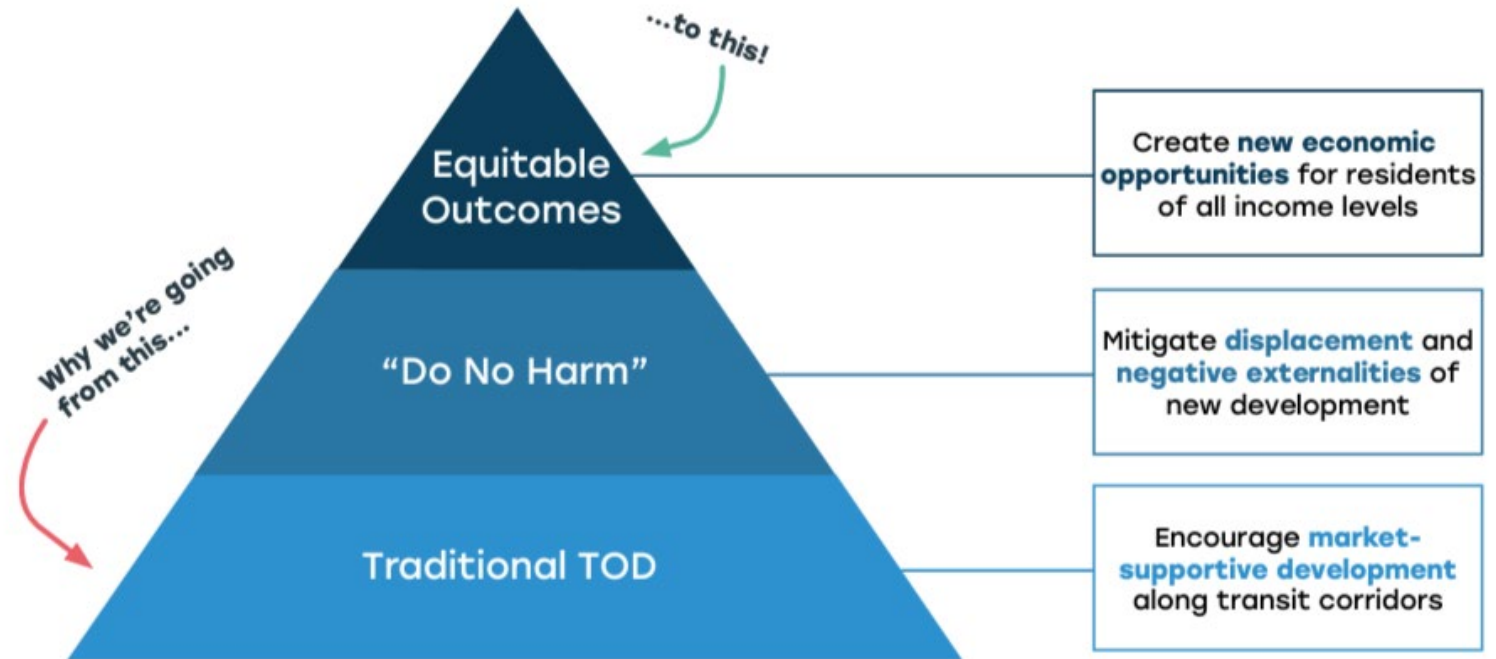 ...to this!
Equitable
Outcomes
Create new economic
opportunities for residents
of all income levels
Why we're going
from this...
“Do No Harm”
Mitigate displacement and
negative externalities of
new development
Traditional TOD
Encourage market-
supportive development
along transit corridors